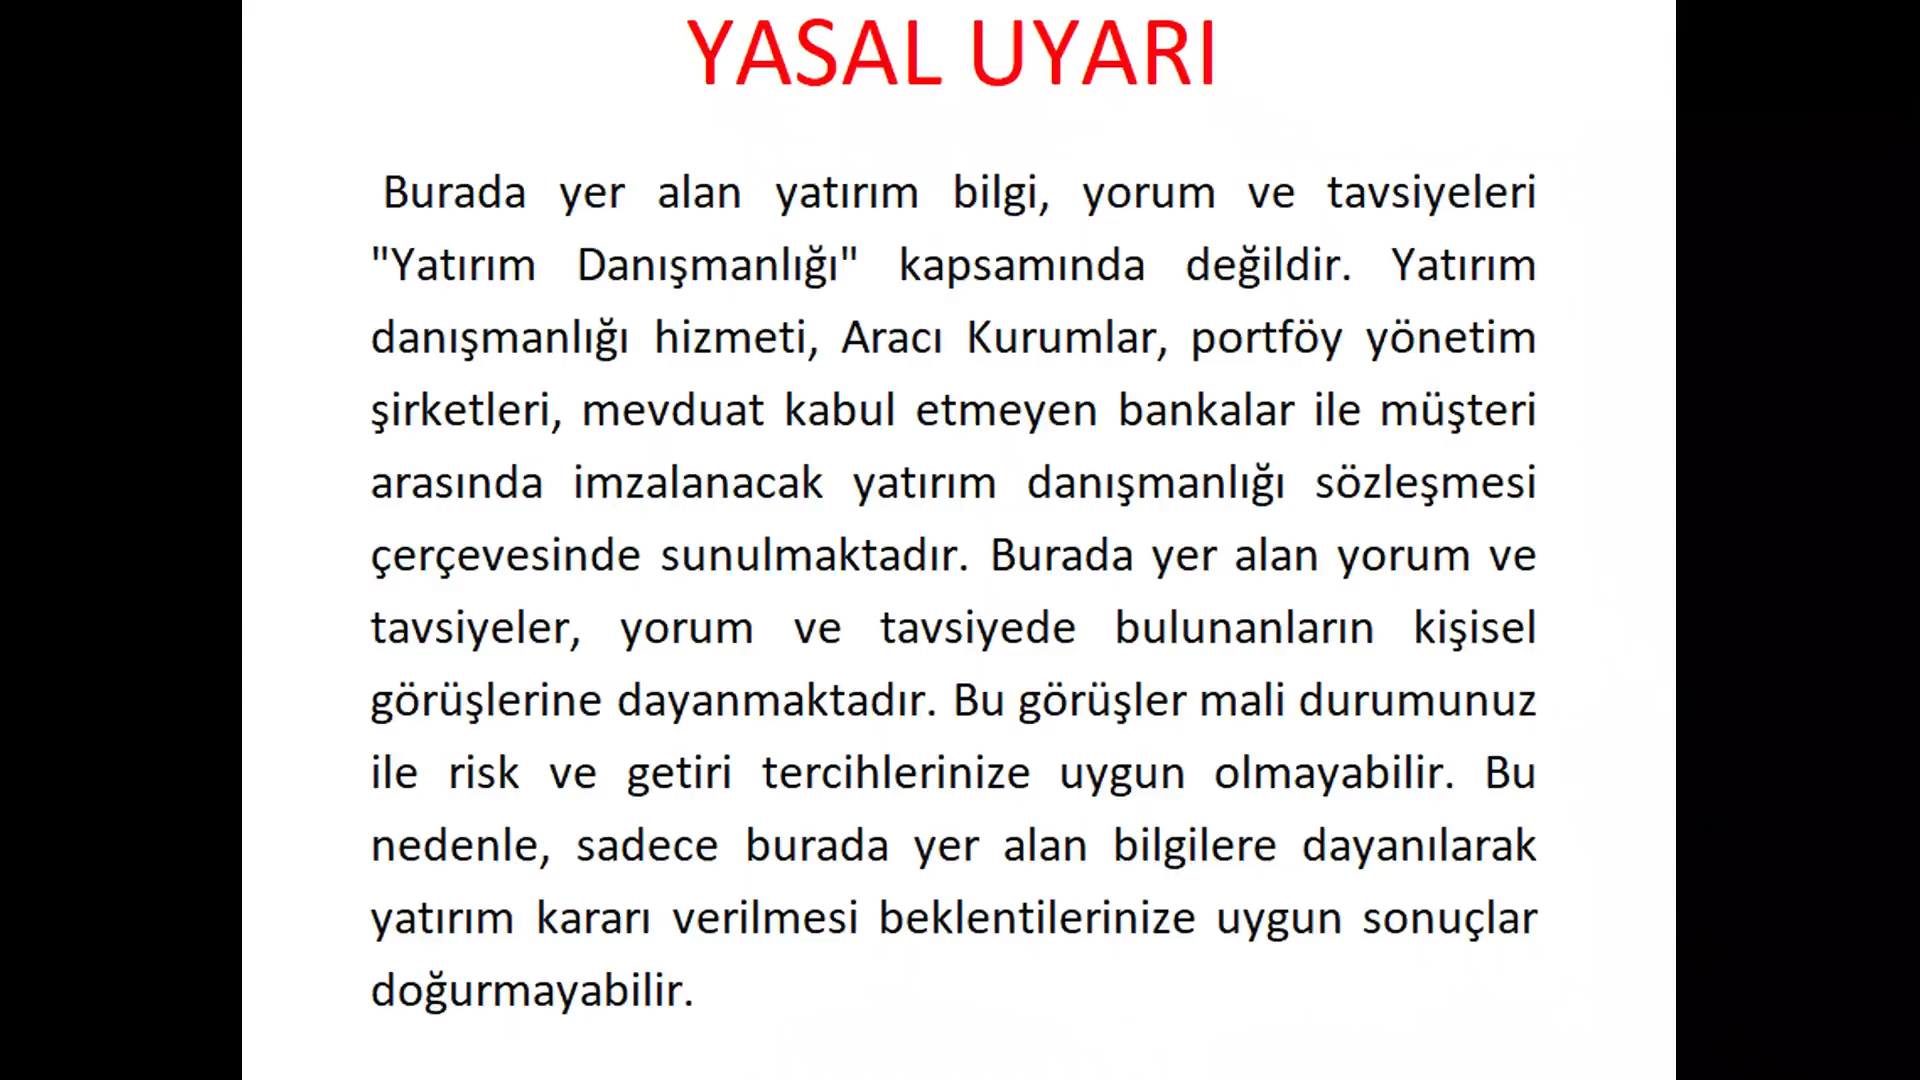 YASAL UYARI
Burada yer alan yatırım bilgi, yorum ve tavsiyeleri
"Yatırım Danışmanlığı" kapsamında değildir. Yatırım
danışmanlığı hizmeti, Aracı Kurumlar, portföy yönetim
şirketleri, mevduat kabul etmeyen bankalar ile müşteri
arasında imzalanacak yatırım danışmanlığı sözleşmesi
çerçevesinde sunulmaktadır. Burada yer alan yorum ve
tavsiyeler, yorum ve tavsiyede bulunanların kişisel
görüşlerine dayanmaktadır. Bu görüşler mali durumunuz
ile risk ve getiri tercihlerinize uygun olmayabilir. Bu
nedenle, sadece burada yer alan bilgilere dayanılarak
yatırım kararı verilmesi beklentilerinize uygun sonuçlar
doğurmayabilir.